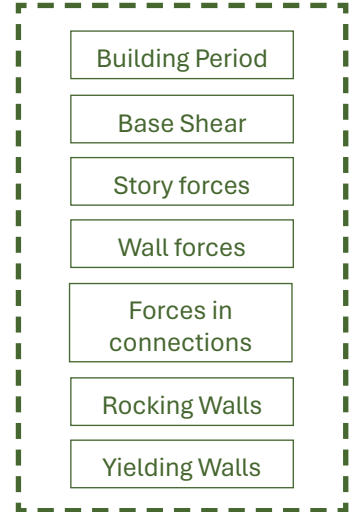 Building Period
Base Shear
Story forces
Wall forces
Forces in
connections
Rocking Walls
Yielding Walls